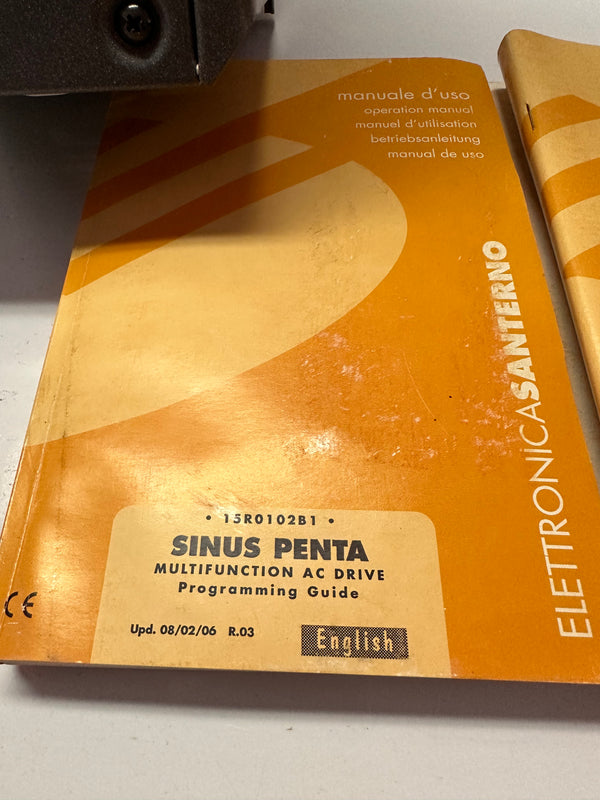 manuale d'uso
operation manual
manuel d'utilisation
betriebsanleitung
manual de uso
ELETTRONICASANTERNO
• 15R0102B1 •
SINUS PENTA
MULTIFUNCTION AC DRIVE
Programming Guide
Upd. 08/02/06 R.03
English
CE